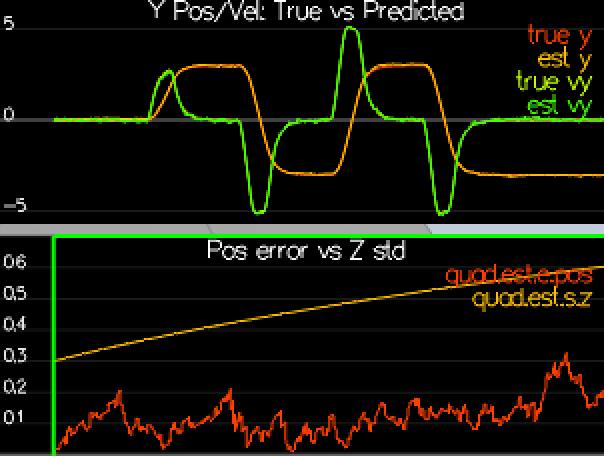 Y Pos/Vel: True vs Predicted
5
true y
est y
true vy
est vy
0
-5
Pos error vs Z std
0.6
quad.est.e.pos
quad.est.s.z
0.5
0.4
0.3
0.2
0.1